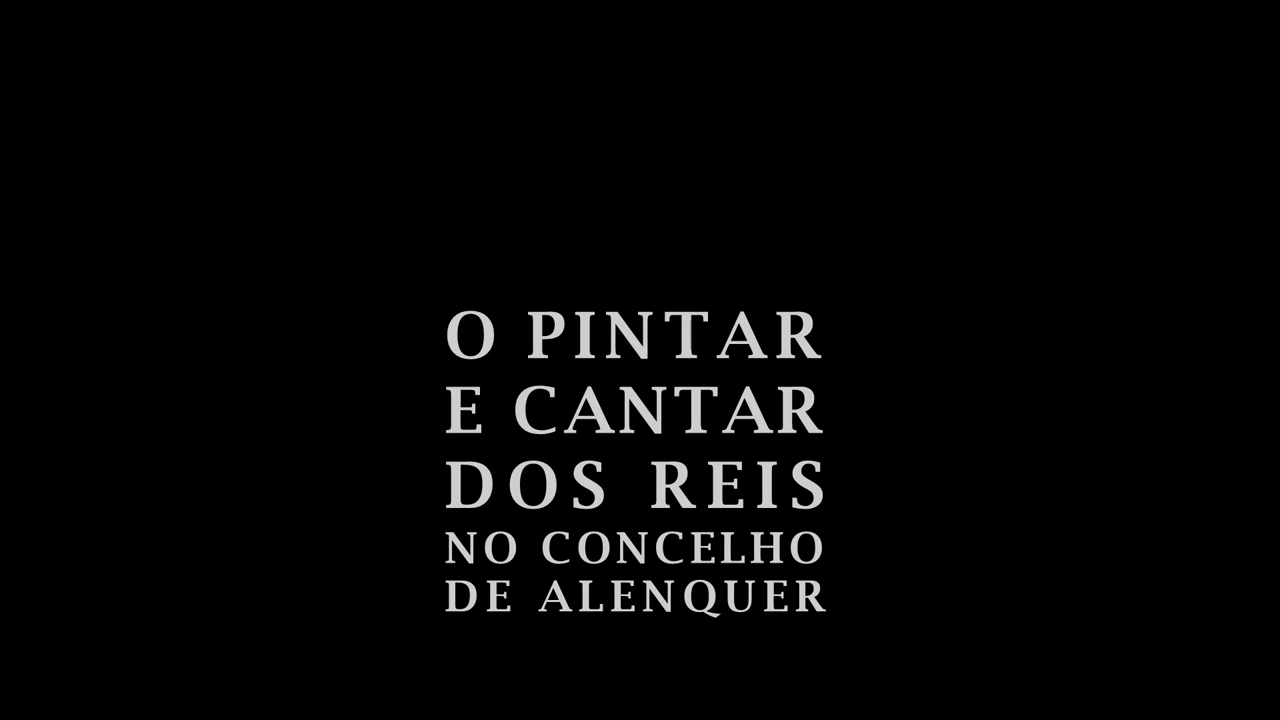 O PINTAR
E CANTAR
DOS REIS
NO CONCELHO
DE ALENQUER